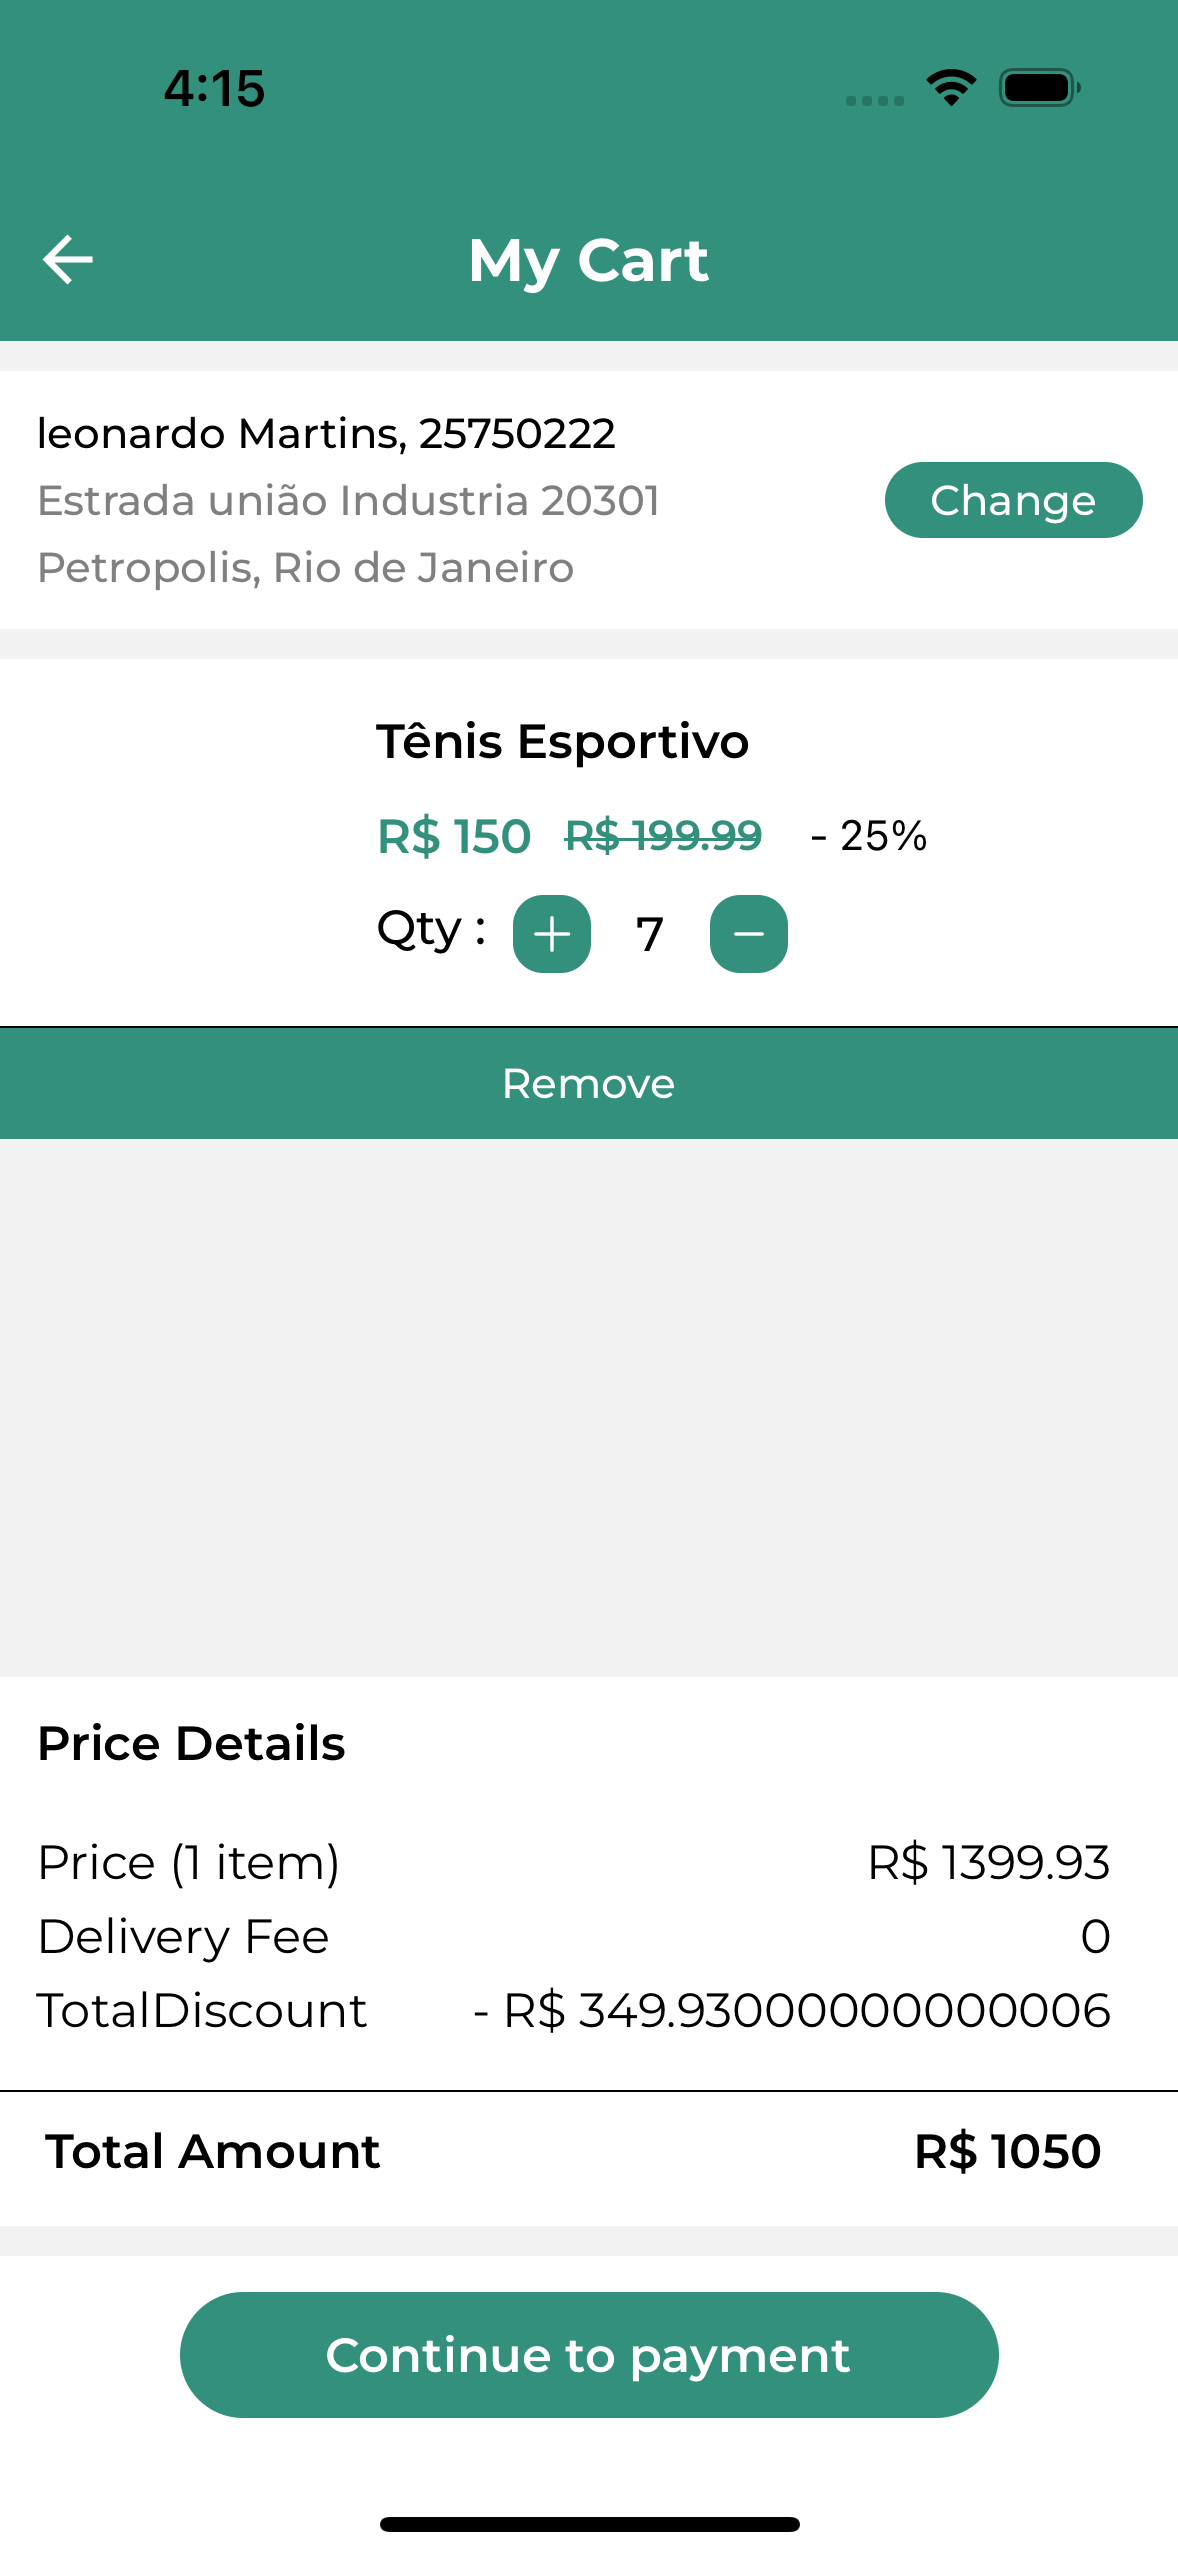 4:15
My Cart
leonardo Martins, 25750222
Estrada união Industria 20301
Change
Petropolis, Rio de Janeiro
Tênis Esportivo
R$ 150 R$ 199.99 - 25%
Qty : + 7 −
Remove
Price Details
Price (1 item) R$ 1399.93
Delivery Fee 0
TotalDiscount - R$ 349.93000000000006
Total Amount R$ 1050
Continue to payment